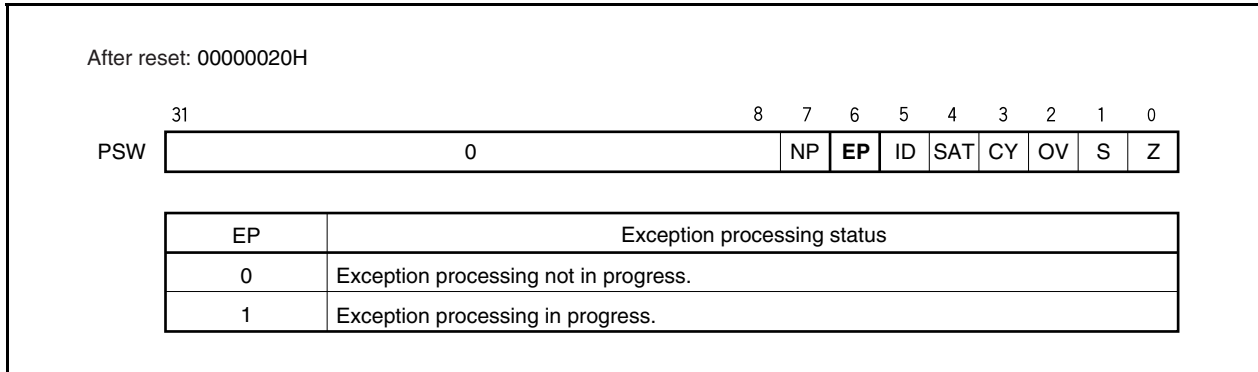 After reset: 00000020H
31 8 7 6 5 4 3 2 1 0
PSW 0 NP EP ID SAT CY OV S Z
EP Exception processing status
0 Exception processing not in progress.
1 Exception processing in progress.